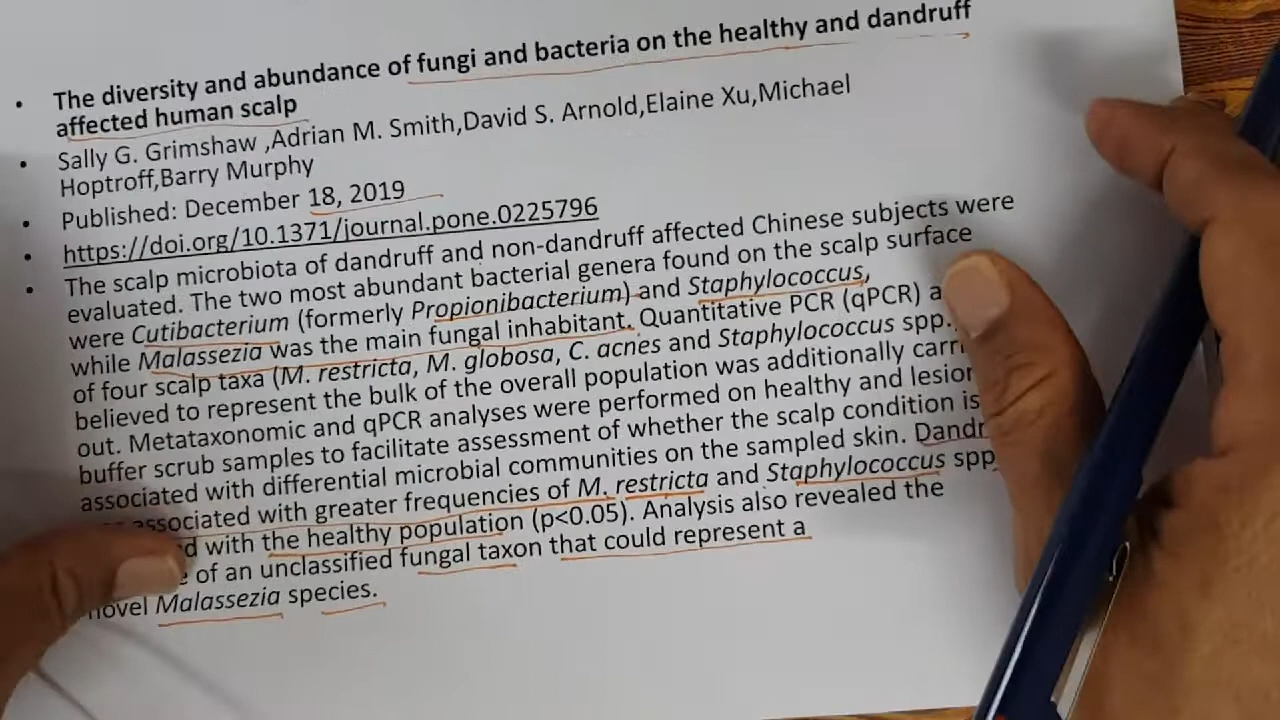 • The diversity and abundance of fungi and bacteria on the healthy and dandruff
affected human scalp
• Sally G. Grimshaw ,Adrian M. Smith,David S. Arnold,Elaine Xu,Michael
Hoptroff,Barry Murphy
• Published: December 18, 2019
• https://doi.org/10.1371/journal.pone.0225796
• The scalp microbiota of dandruff and non-dandruff affected Chinese subjects were
evaluated. The two most abundant bacterial genera found on the scalp surface
were Cutibacterium (formerly Propionibacterium) and Staphylococcus,
while Malassezia was the main fungal inhabitant. Quantitative PCR (qPCR)
of four scalp taxa (M. restricta, M. globosa, C. acnes and Staphylococcus spp.
believed to represent the bulk of the overall population was additionally
out. Metataxonomic and qPCR analyses were performed on healthy and
buffer scrub samples to facilitate assessment of whether the scalp condition is
associated with differential microbial communities on the sampled skin.
associated with greater frequencies of M. restricta and Staphylococcus spp
with the healthy population (p<0.05). Analysis also revealed the
of an unclassified fungal taxon that could represent a
novel Malassezia species.